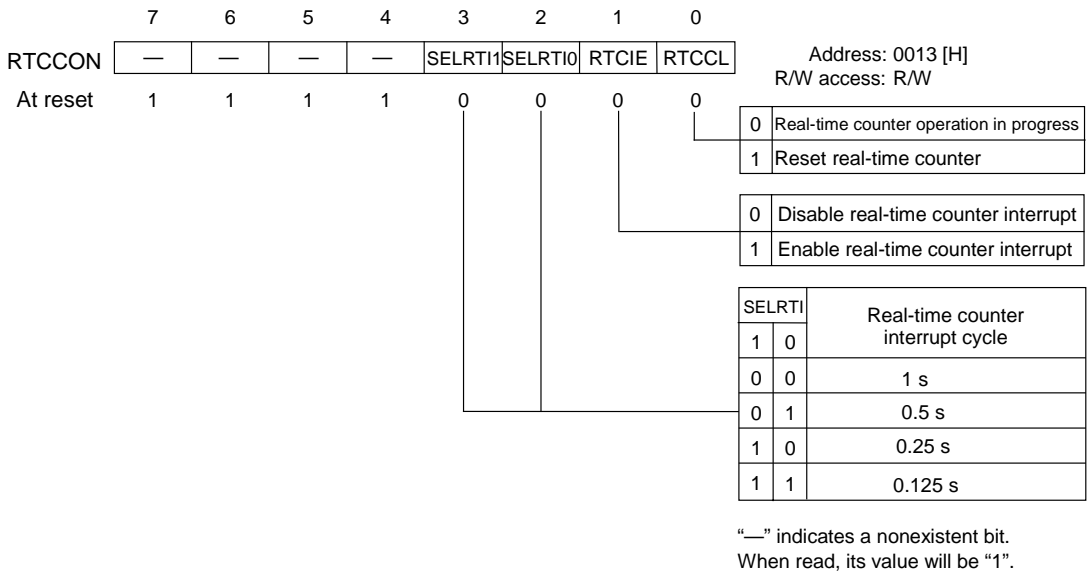 7 6 5 4 3 2 1 0
RTCCON — — — — SELRTI1 SELRTI0 RTCIE RTCCL
Address: 0013 [H]
R/W access: R/W
At reset 1 1 1 1 0 0 0 0
0 Real-time counter operation in progress
1 Reset real-time counter
0 Disable real-time counter interrupt
1 Enable real-time counter interrupt
SELRTI Real-time counter
1 0 interrupt cycle
0 0 1 s
0 1 0.5 s
1 0 0.25 s
1 1 0.125 s
“—” indicates a nonexistent bit.
When read, its value will be “1”.